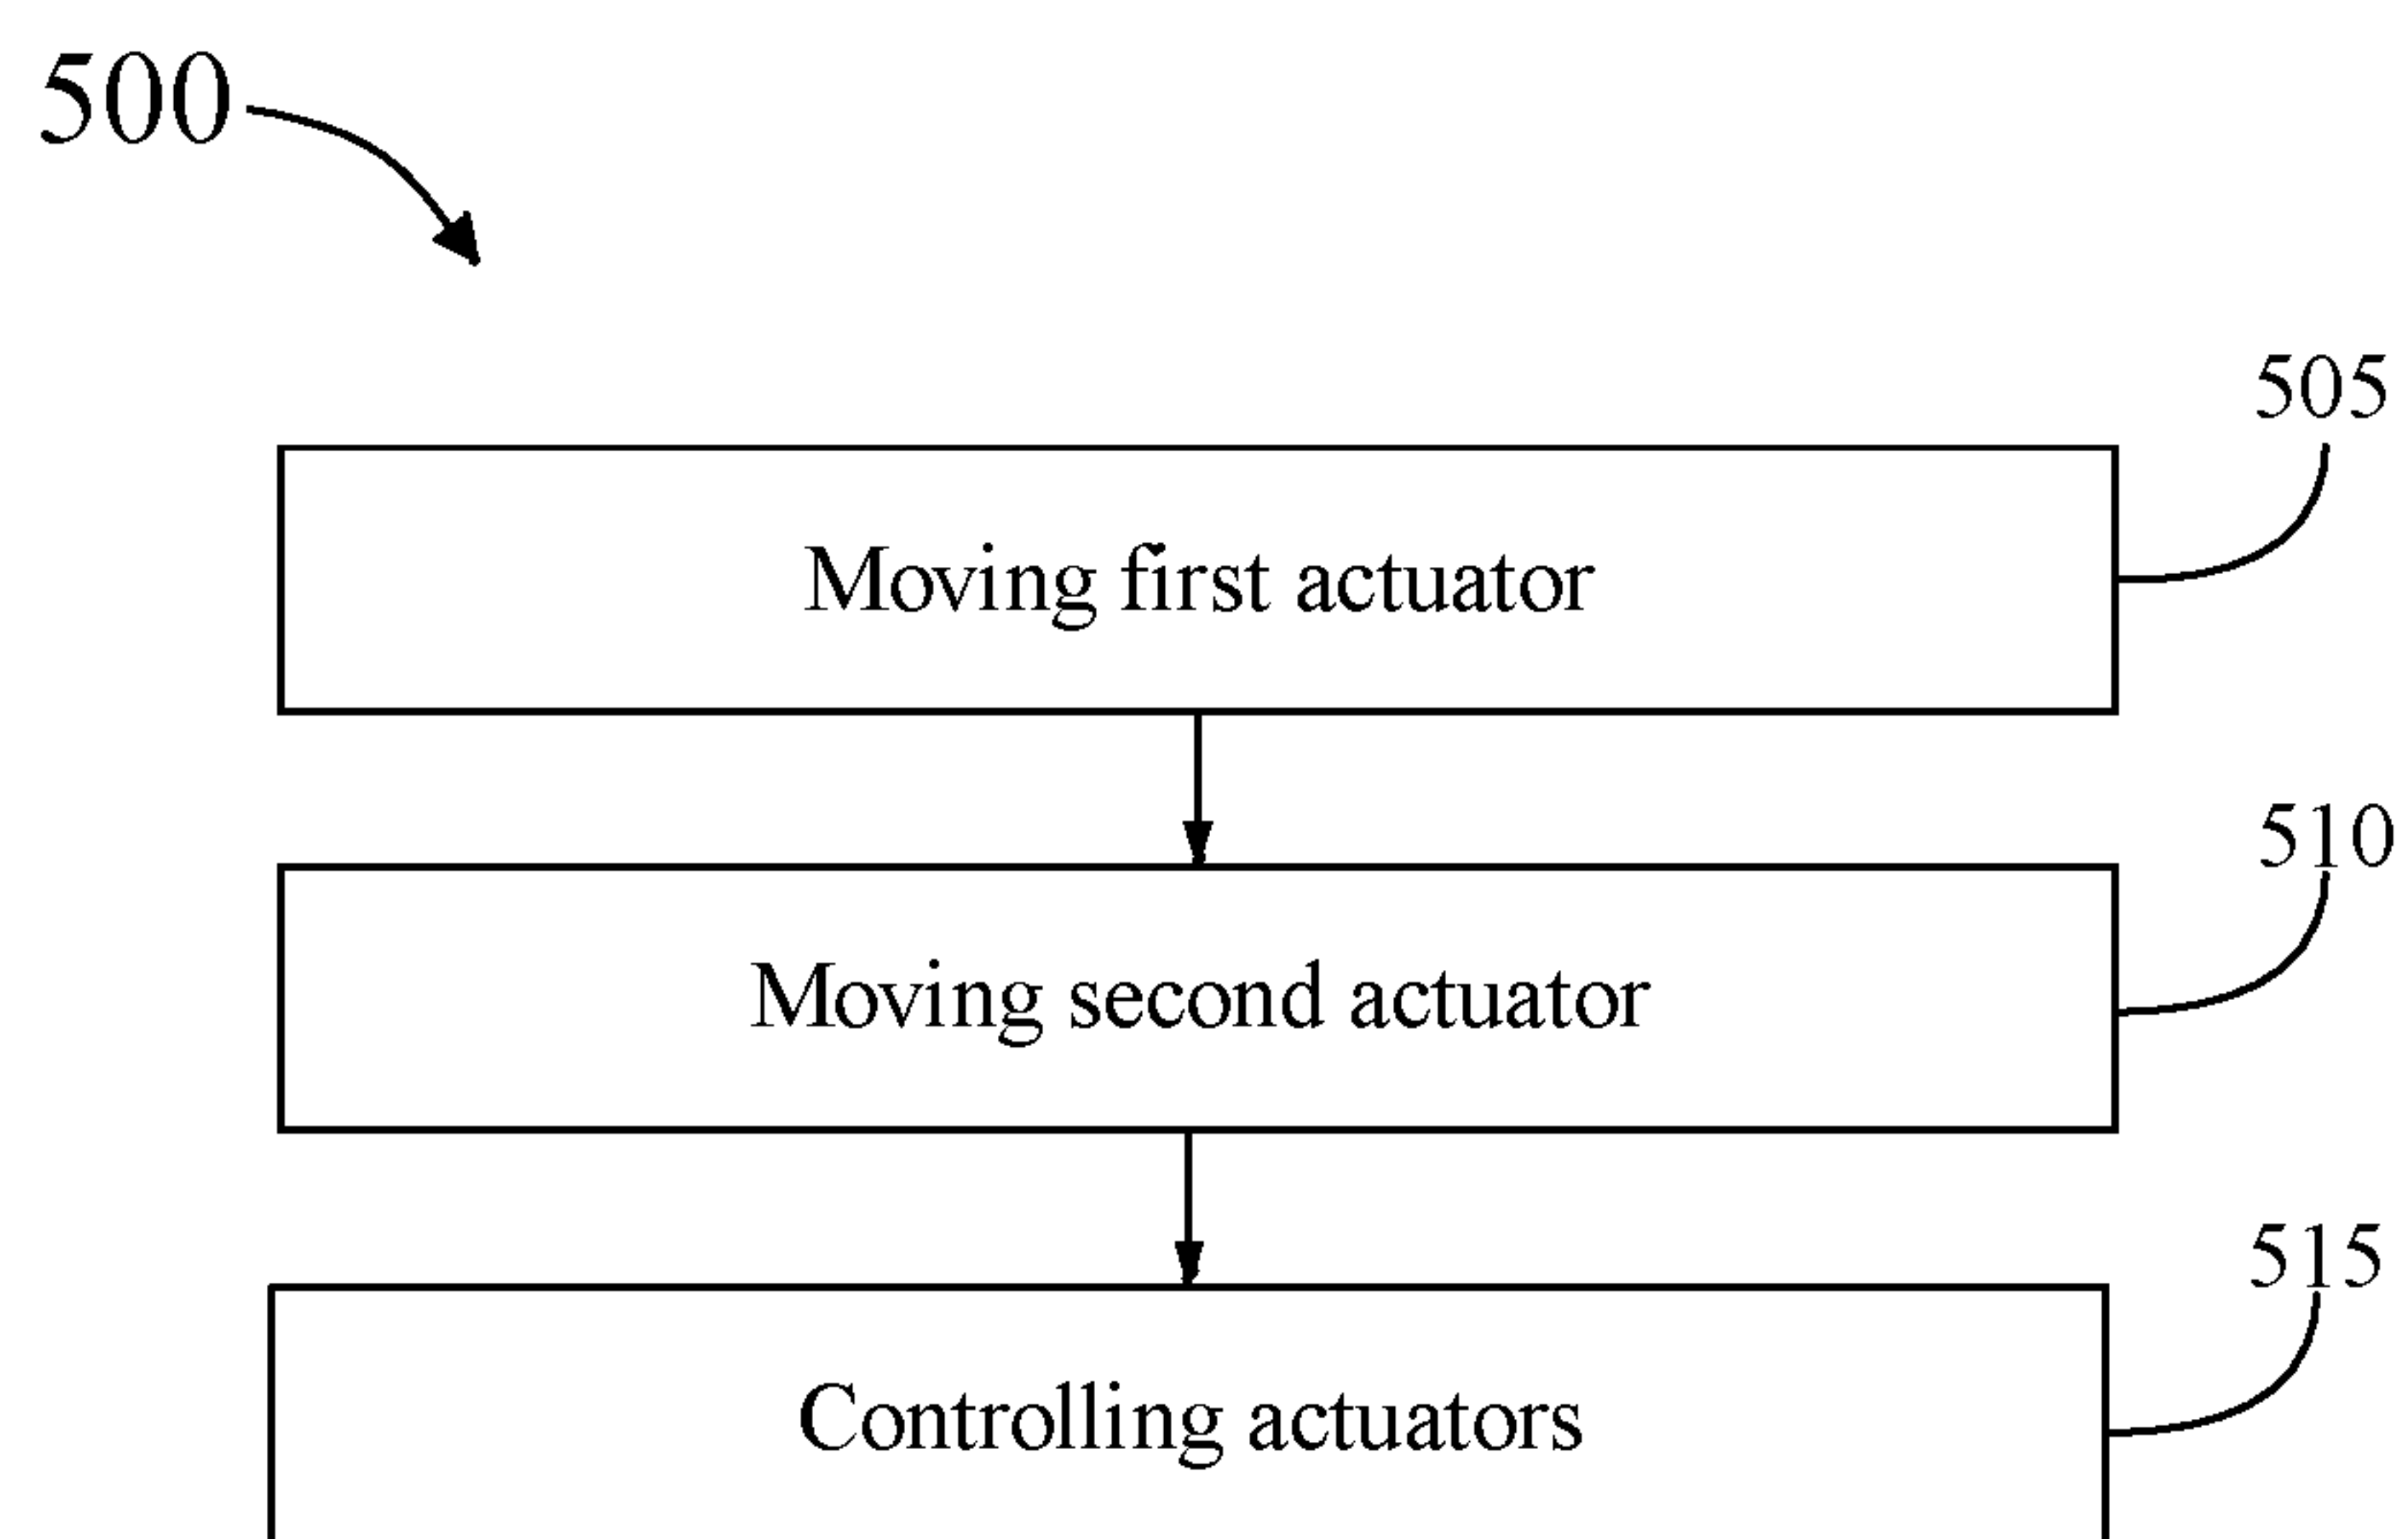 500
505
Moving first actuator
510
Moving second actuator
515
Controlling actuators